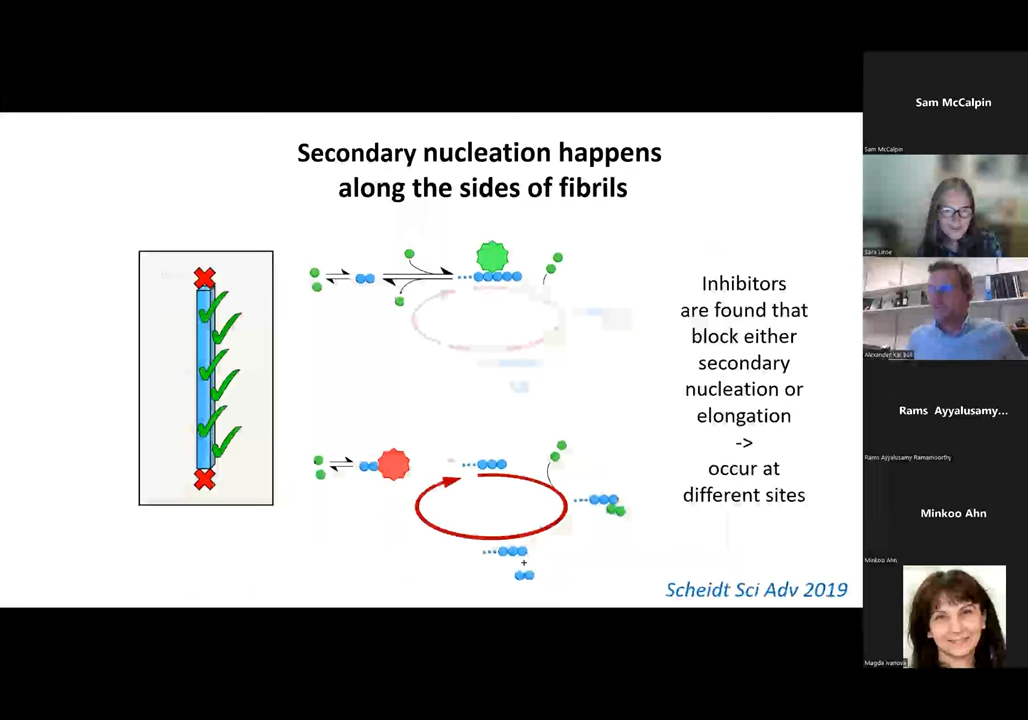 Secondary nucleation happens
along the sides of fibrils
Inhibitors
are found that
block either
secondary
nucleation or
elongation
->
occur at
different sites
+
Scheidt Sci Adv 2019
Sam McCalpin
Sam McCalpin
Sara Linse
Alexander Kai Büll
Rams Ayyalusamy...
Rams Ayyalusamy Ramamoorthy
Minkoo Ahn
Minkoo Ahn
Magda Ivanova